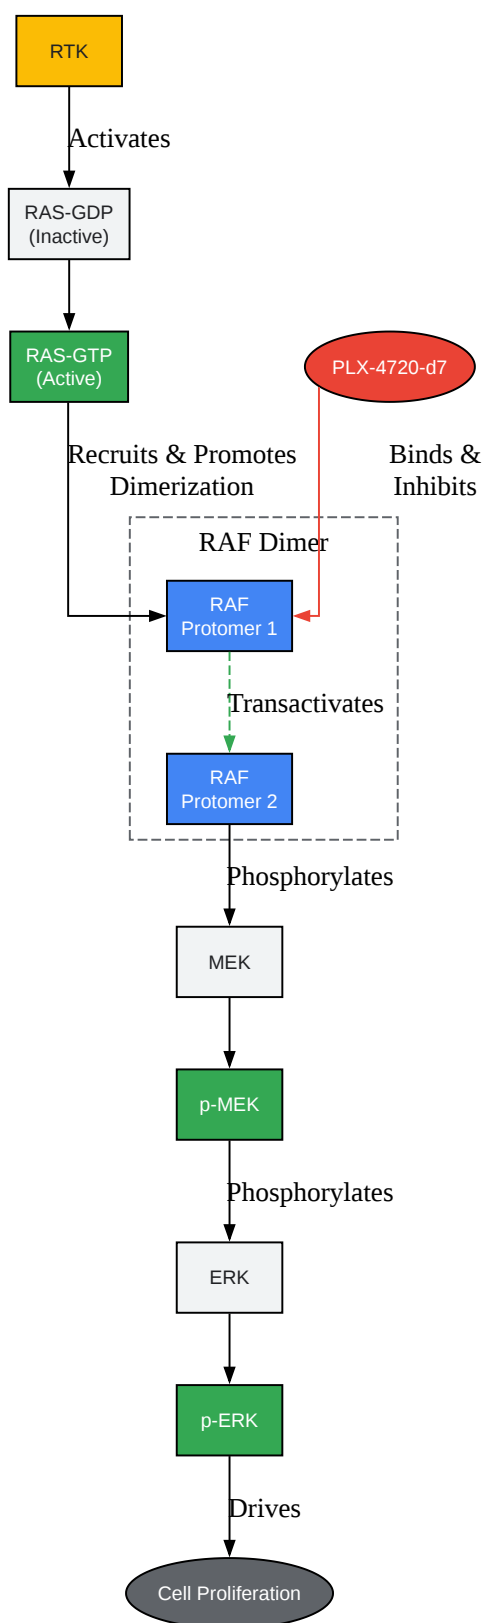 RTK
Activates
RAS-GDP
(Inactive)
RAS-GTP
(Active)
PLX-4720-d7
Recruits & Promotes
Dimerization
Binds &
Inhibits
RAF Dimer
RAF
Protomer 1
Transactivates
RAF
Protomer 2
Phosphorylates
MEK
p-MEK
Phosphorylates
ERK
p-ERK
Drives
Cell Proliferation